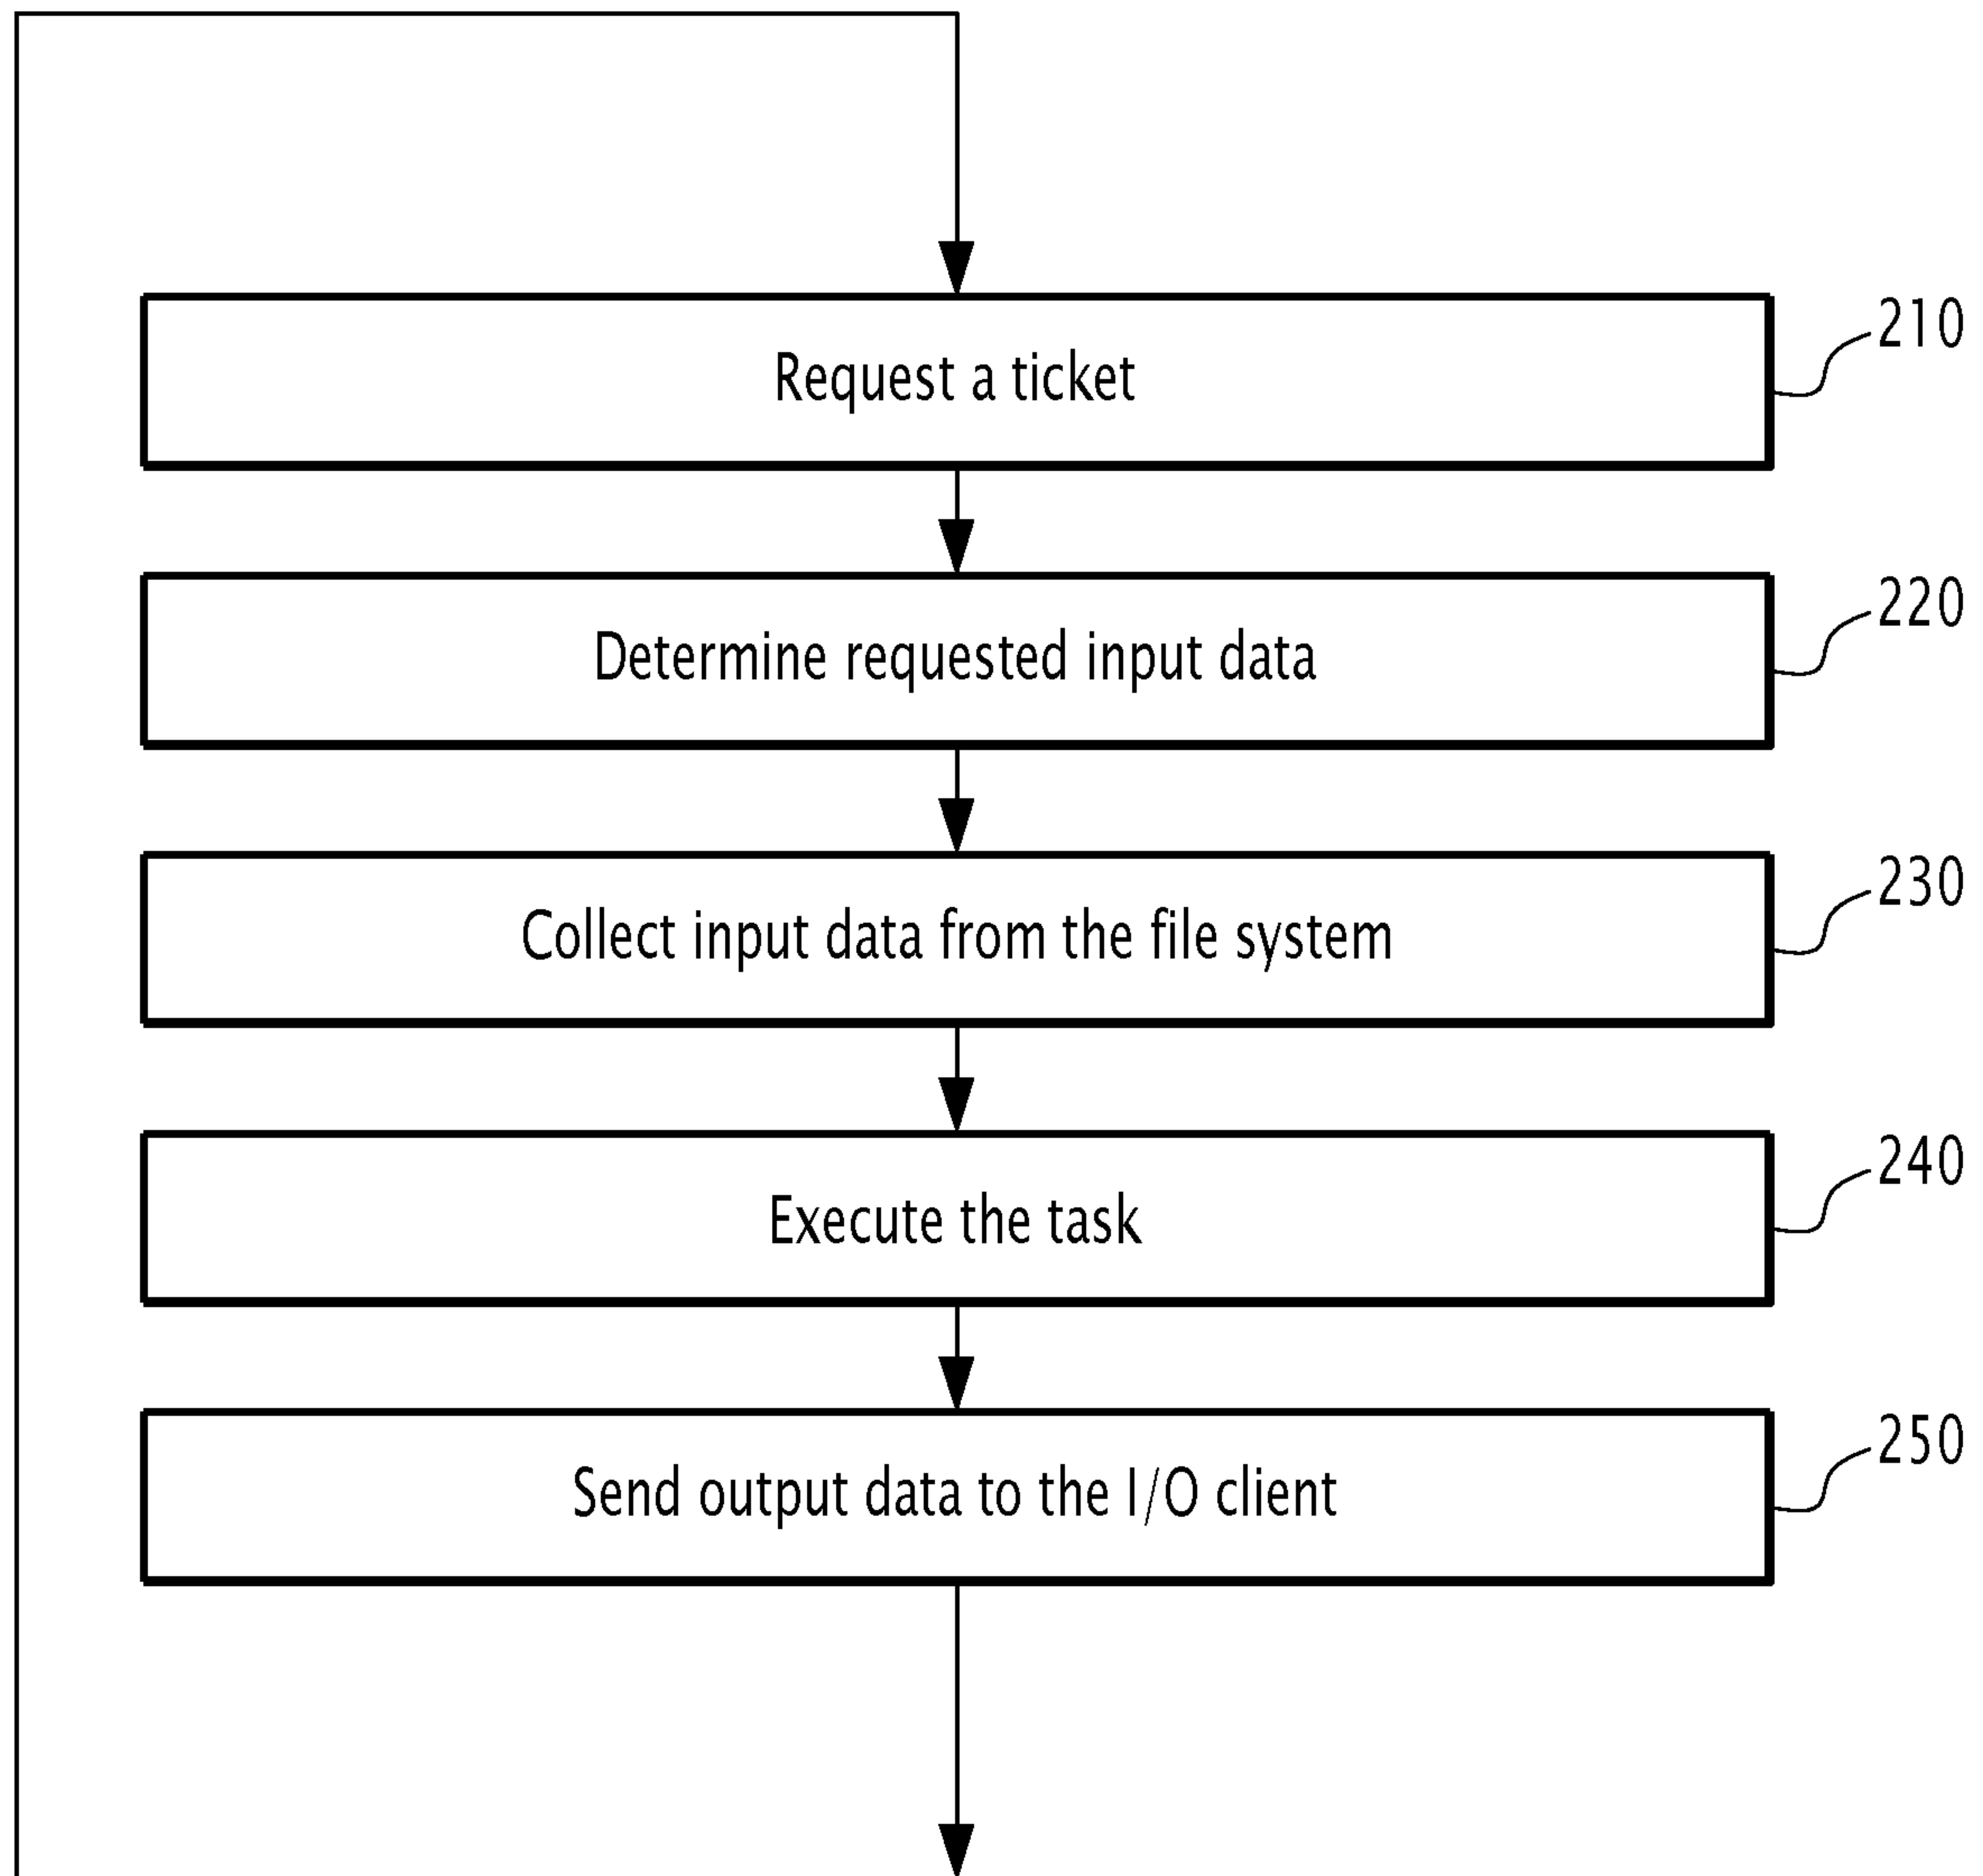 210
Request a ticket
220
Determine requested input data
230
Collect input data from the file system
240
Execute the task
250
Send output data to the I/O client